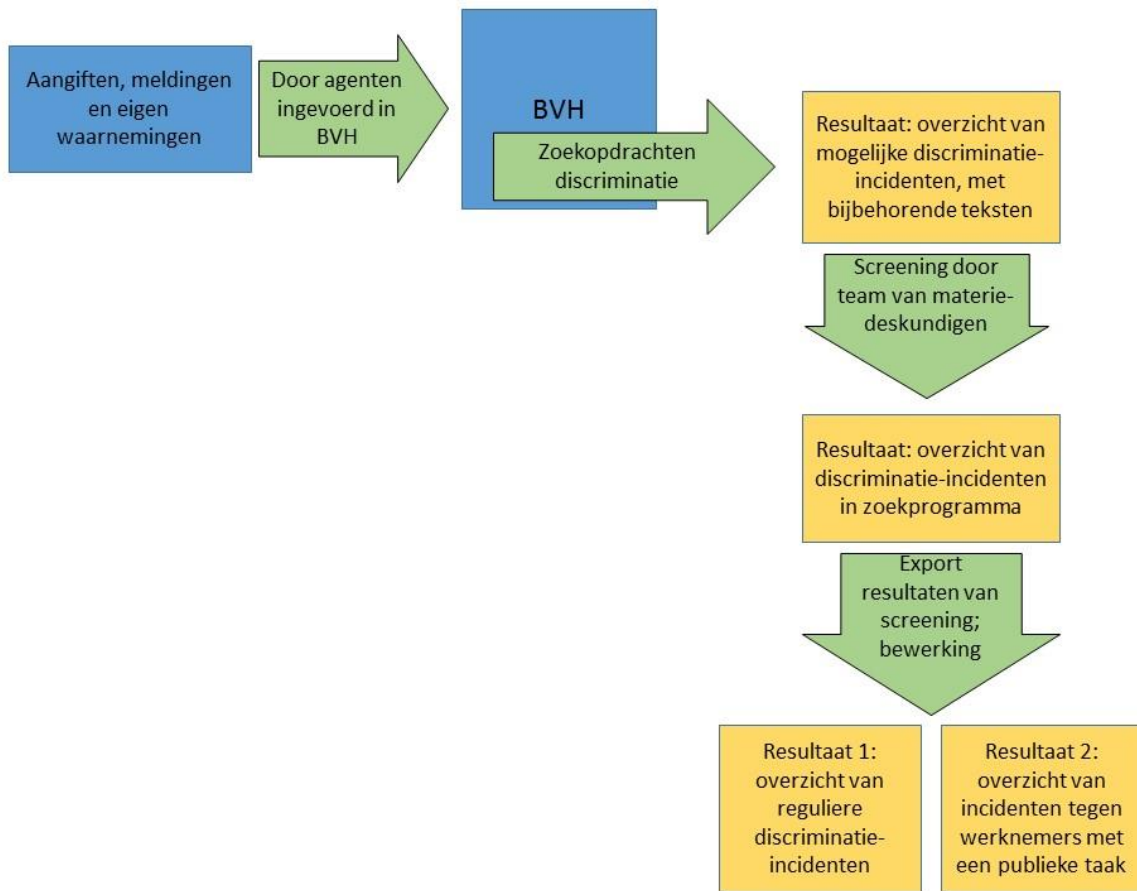 Aangiften, meldingen
en eigen
waarnemingen
Door agenten
ingevoerd in
BVH
BVH
Zoekopdrachten
discriminatie
Resultaat: overzicht van
mogelijke discriminatie-
incidenten, met
bijbehorende teksten
Screening door
team van materie-
deskundigen
Resultaat: overzicht van
discriminatie-incidenten
in zoekprogramma
Export
resultaten van
screening;
bewerking
Resultaat 1:
overzicht van
reguliere
discriminatie-
incidenten
Resultaat 2:
overzicht van
incidenten tegen
werknemers met
een publieke taak